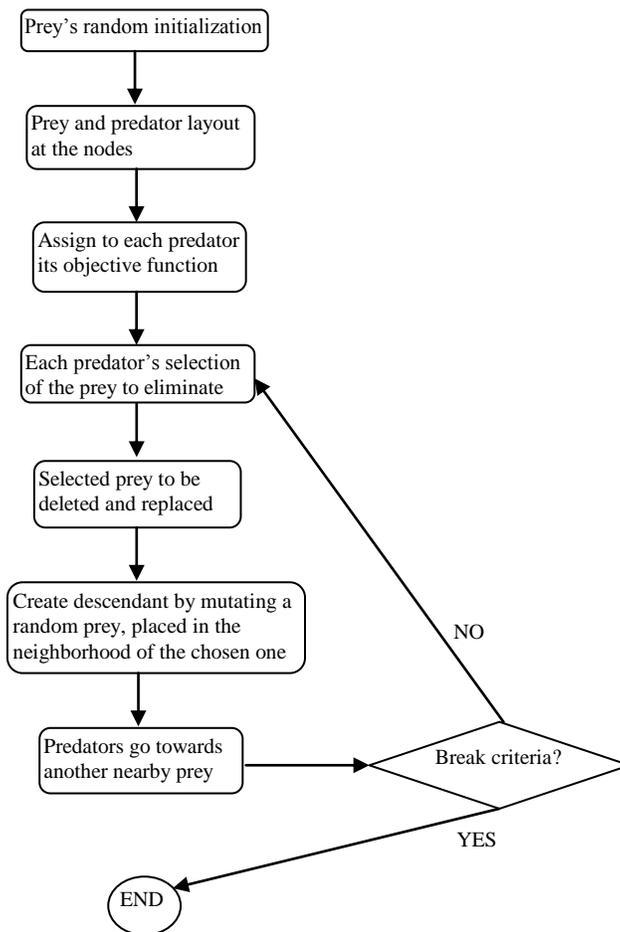 Prey's random initialization
Prey and predator layout
at the nodes
Assign to each predator
its objective function
Each predator's selection
of the prey to eliminate
Selected prey to be
deleted and replaced
Create descendant by mutating a
random prey, placed in the
neighborhood of the chosen one
NO
Predators go towards
another nearby prey
Break criteria?
YES
END